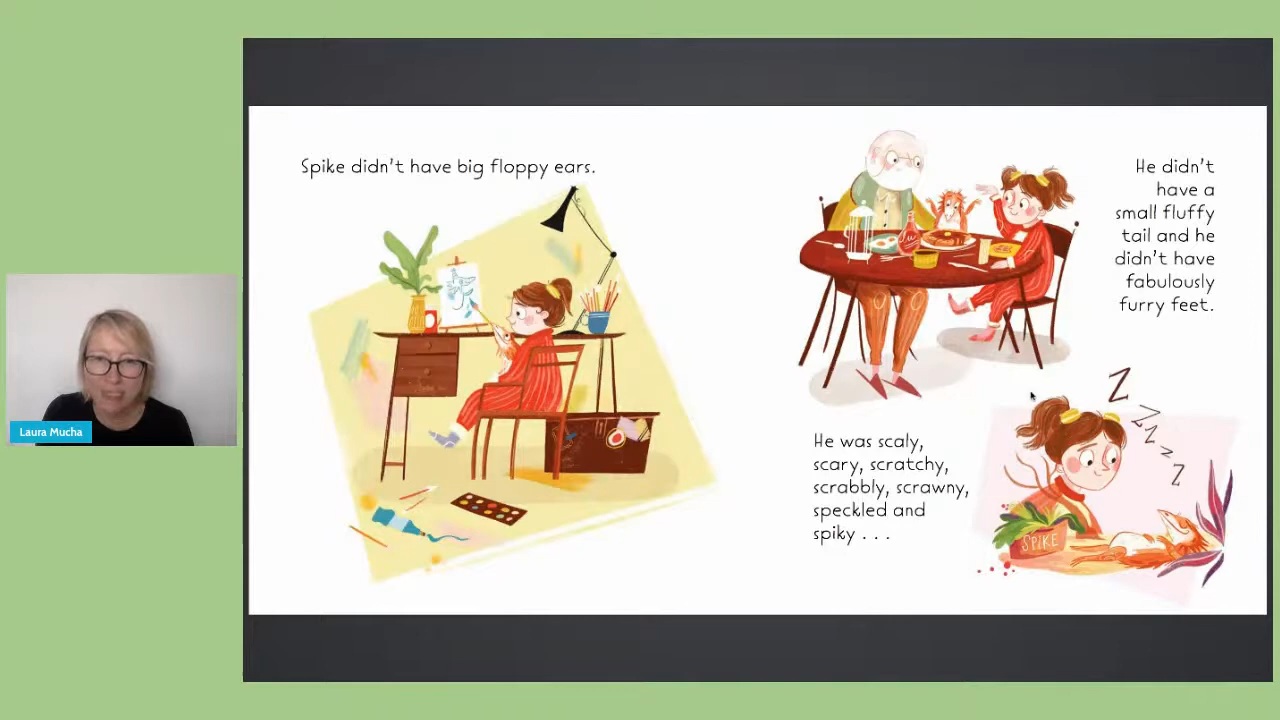 Spike didn't have big floppy ears.
He didn't
have a
small fluffy
tail and he
didn't have
fabulously
furry feet.
He was scaly,
scary, scratchy,
scrabbly, scrawny,
speckled and
spiky . . .
Z
Z
Z
Z
Z
SPIKE
Laura Mucha